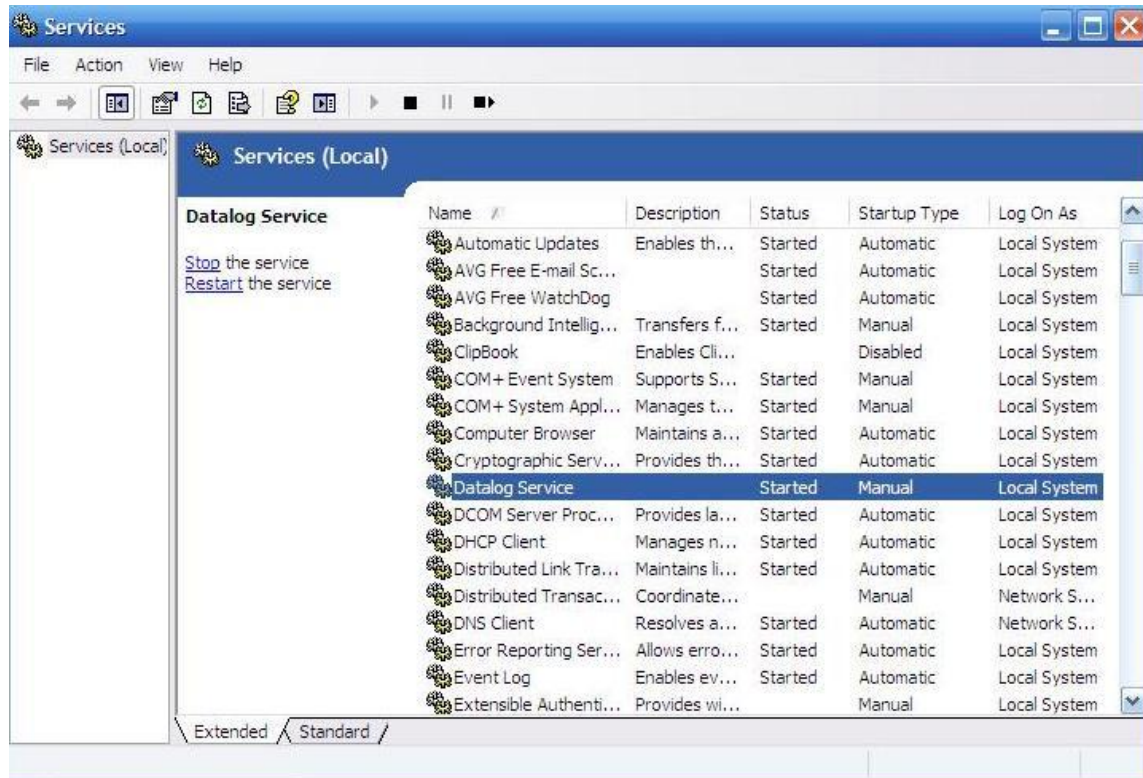 Services
File Action View Help
Services (Local)
Services (Local)
Datalog Service
Stop the service
Restart the service
Name Description Status Startup Type Log On As
Automatic Updates Enables th... Started Automatic Local System
AVG Free E-mail Sc... Started Automatic Local System
AVG Free WatchDog Started Automatic Local System
Background Intellig... Transfers f... Started Manual Local System
ClipBook Enables Cli... Disabled Local System
COM+ Event System Supports S... Started Manual Local System
COM+ System Appl... Manages t... Started Manual Local System
Computer Browser Maintains a... Started Automatic Local System
Cryptographic Serv... Provides th... Started Automatic Local System
Datalog Service Started Manual Local System
DCOM Server Proc... Provides la... Started Automatic Local System
DHCP Client Manages n... Started Automatic Local System
Distributed Link Tra... Maintains li... Started Automatic Local System
Distributed Transac... Coordinate... Manual Network S...
DNS Client Resolves a... Started Automatic Network S...
Error Reporting Ser... Allows erro... Started Automatic Local System
Event Log Enables ev... Started Automatic Local System
Extensible Authenti... Provides wi... Manual Local System
Extended Standard